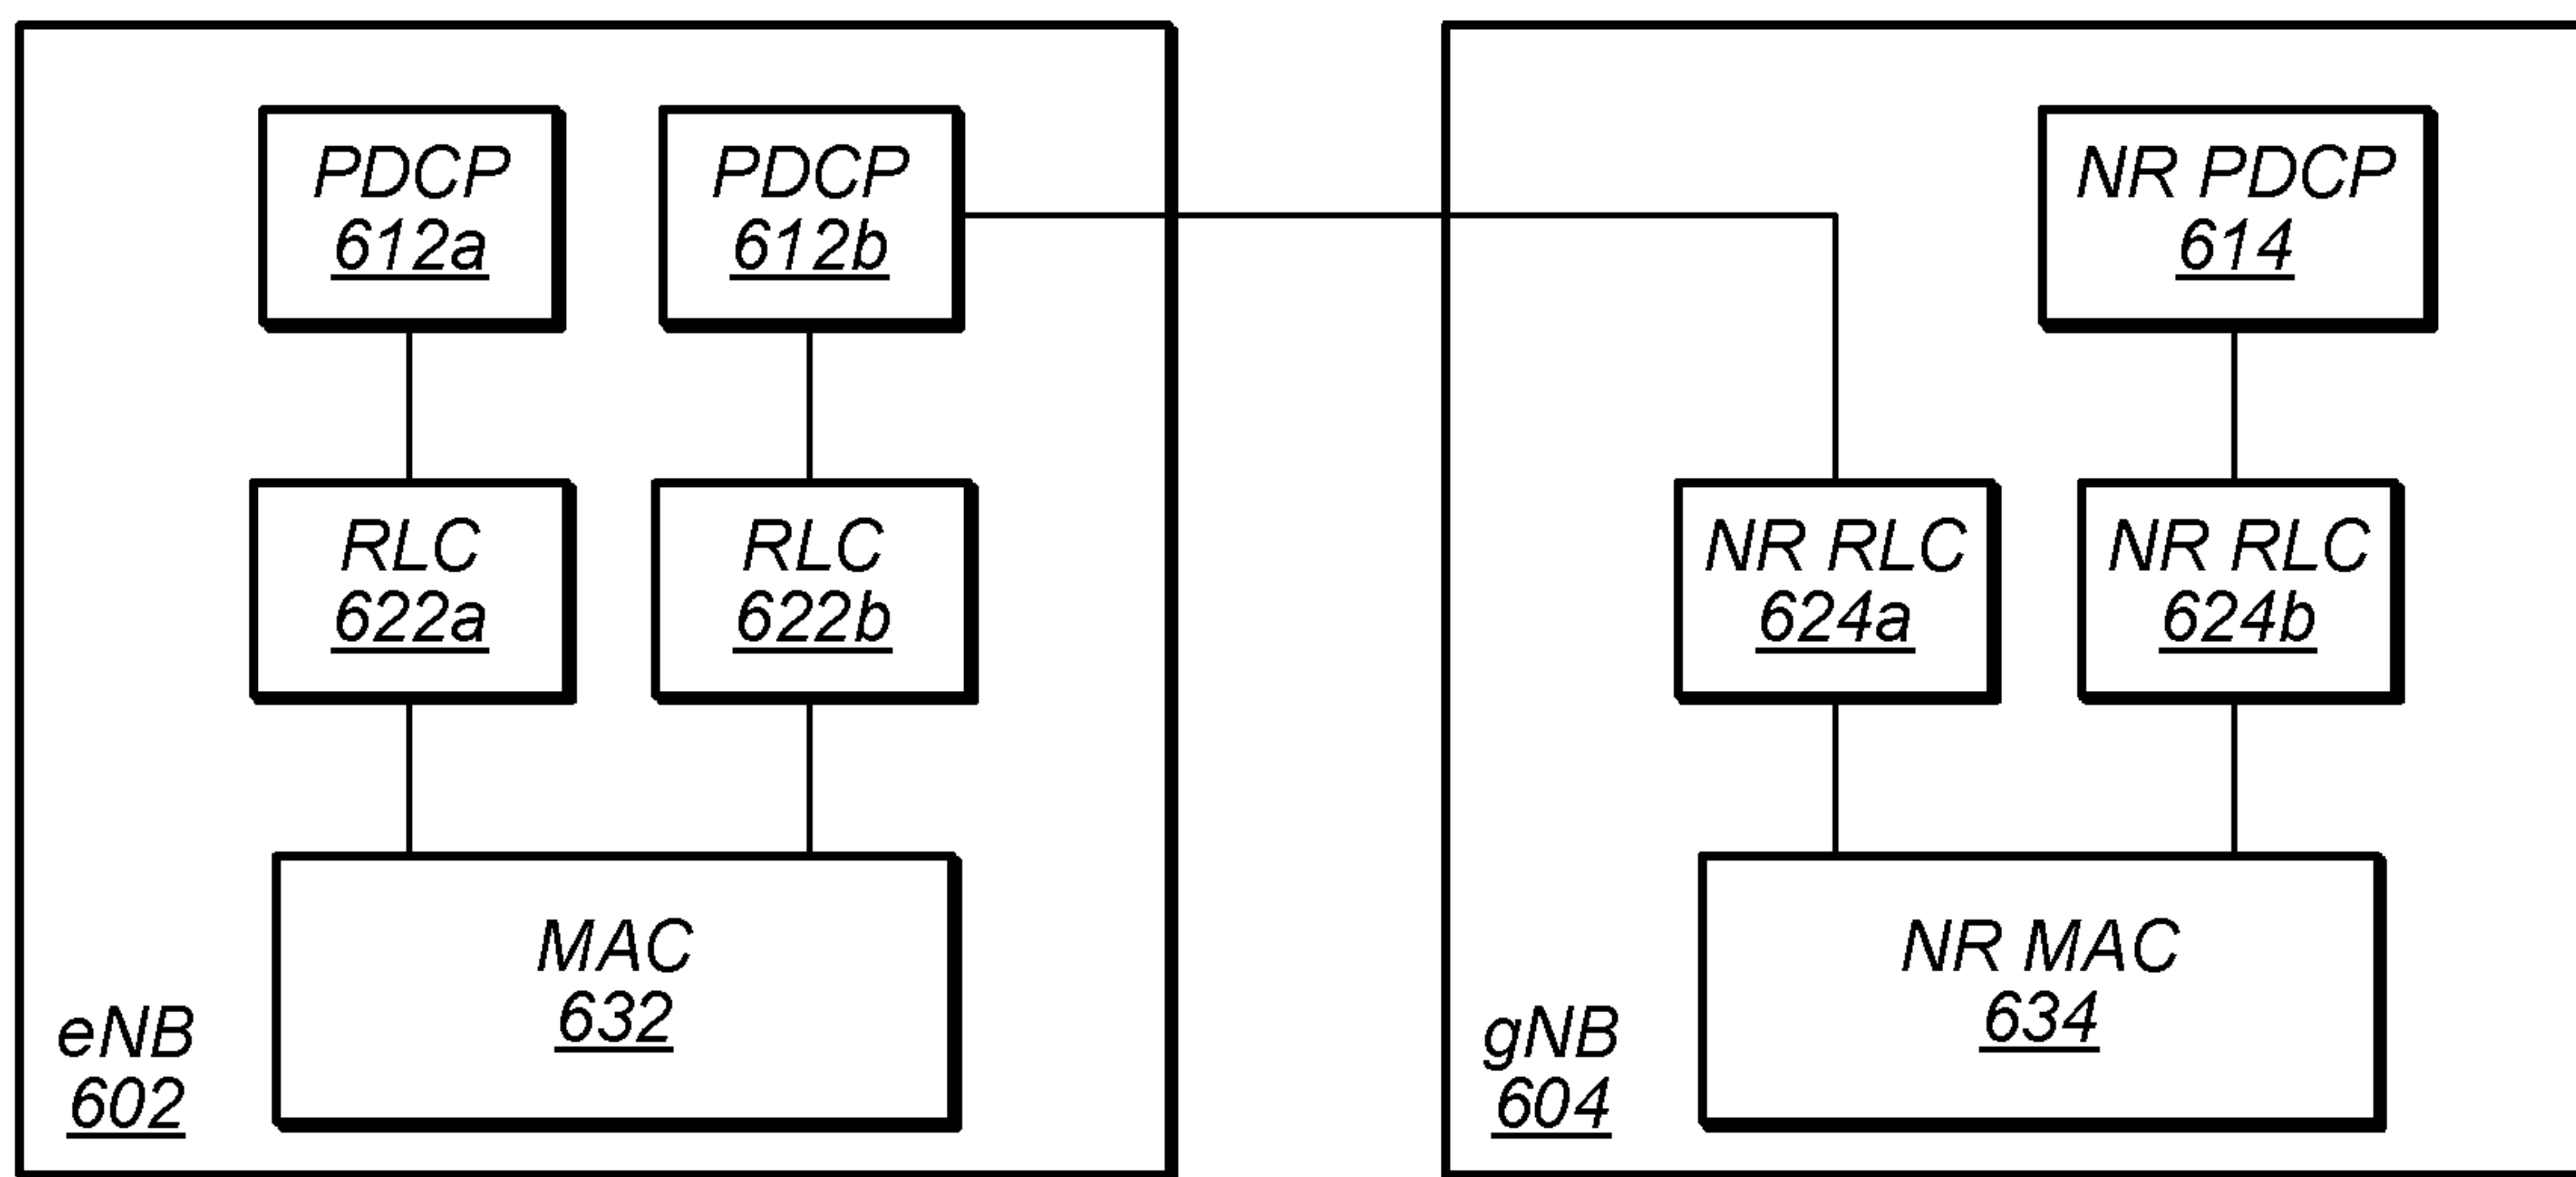 PDCP
612a
PDCP
612b
NR PDCP
614
RLC
622a
RLC
622b
NR RLC
624a
NR RLC
624b
MAC
632
NR MAC
634
eNB
602
gNB
604